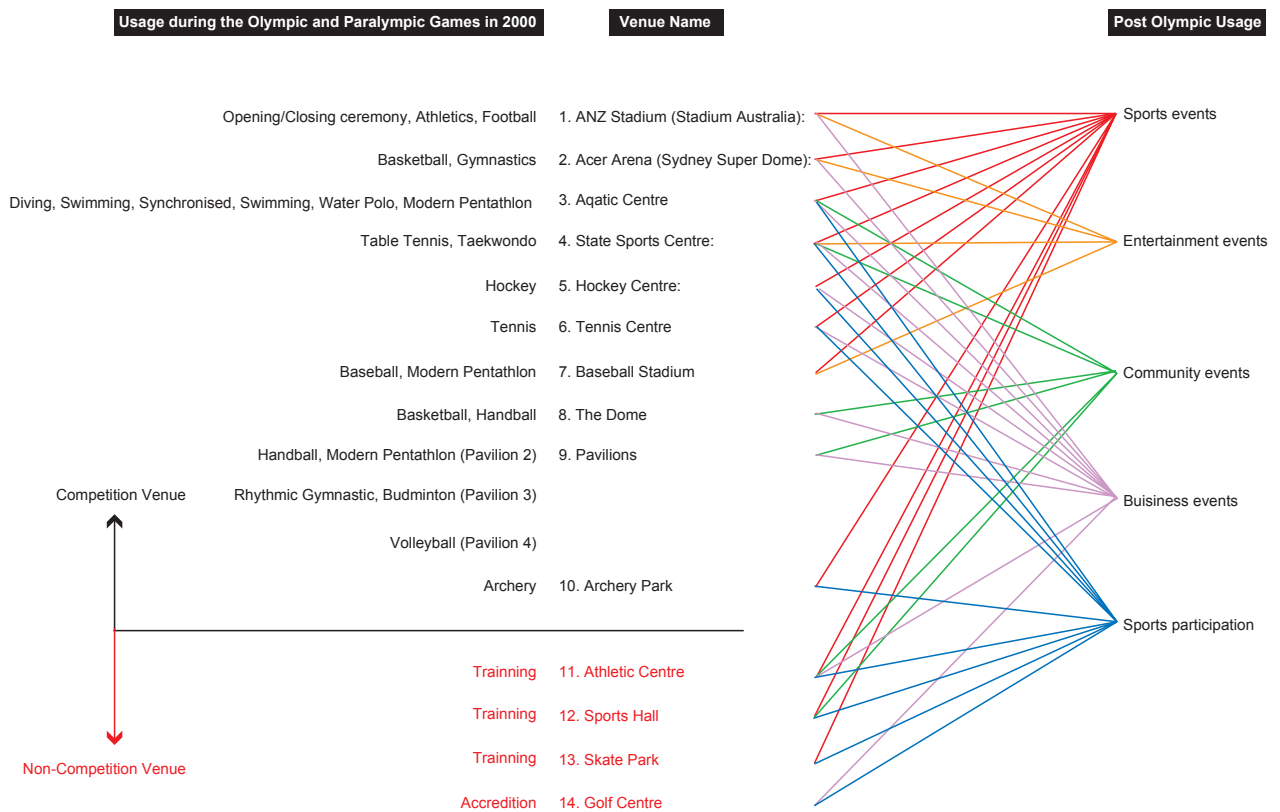 Usage during the Olympic and Paralympic Games in 2000 Venue Name Post Olympic Usage
Opening/Closing ceremony, Athletics, Football 1. ANZ Stadium (Stadium Australia): Sports events
Basketball, Gymnastics 2. Acer Arena (Sydney Super Dome):
Diving, Swimming, Synchronised, Swimming, Water Polo, Modern Pentathlon 3. Aqatic Centre
Table Tennis, Taekwondo 4. State Sports Centre: Entertainment events
Hockey 5. Hockey Centre:
Tennis 6. Tennis Centre
Baseball, Modern Pentathlon 7. Baseball Stadium Community events
Basketball, Handball 8. The Dome
Handball, Modern Pentathlon (Pavilion 2) 9. Pavilions
Competition Venue Rhythmic Gymnastic, Budminton (Pavilion 3) Buisiness events
Volleyball (Pavilion 4)
Archery 10. Archery Park
Sports participation
Trainning 11. Athletic Centre
Trainning 12. Sports Hall
Trainning 13. Skate Park
Non-Competition Venue
Accredition 14. Golf Centre